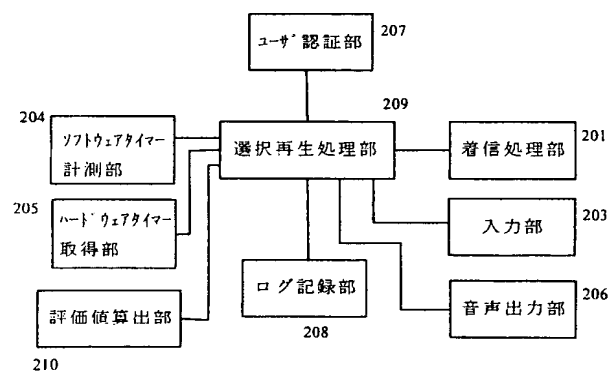 207
ユーザ認証部
209
204
ソフトウェアタイマー
計測部
選択再生処理部
201
着信処理部
205
ハードウェアタイマー
取得部
203
入力部
ログ記録部
208
206
音声出力部
評価値算出部
210